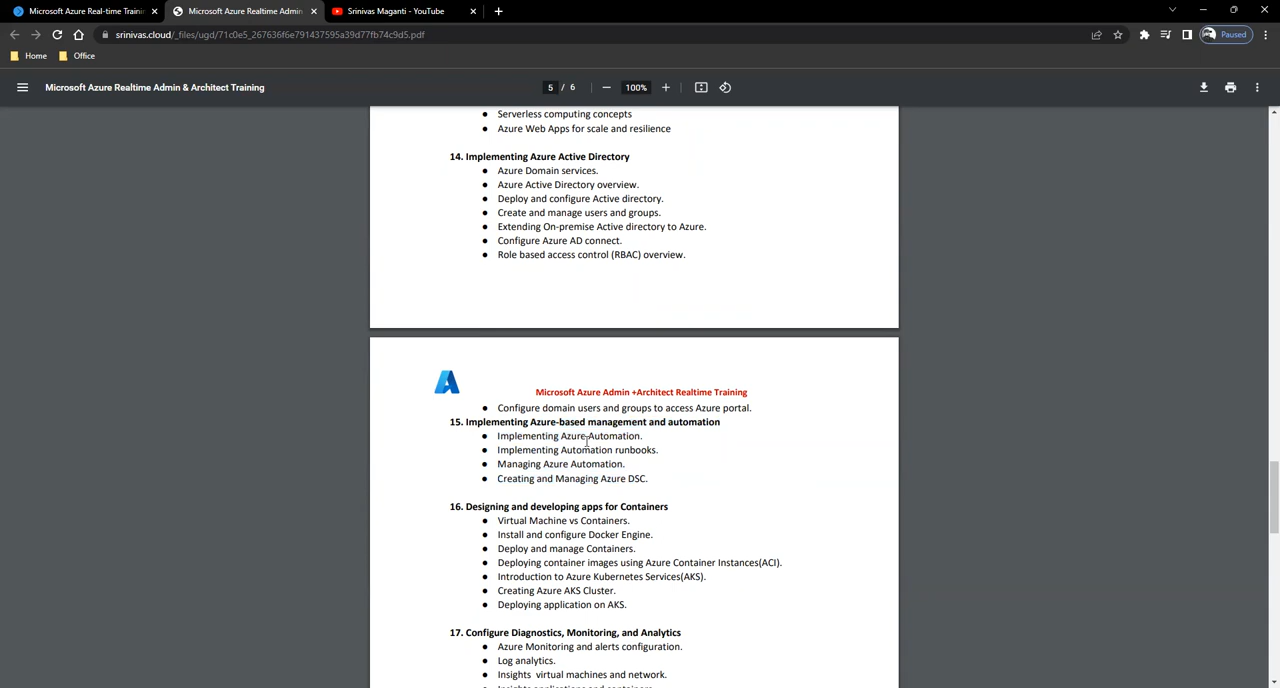 Microsoft Azure Real-time Trainin
Microsoft Azure Realtime Admin
Srinivas Maganti - YouTube
srinivas.cloud/_files/ugd/71c0e5_267636f6e791437595a39d77fb74c9d5.pdf
Paused
Home
Office
Microsoft Azure Realtime Admin & Architect Training
5 / 6
100%
● Serverless computing concepts
● Azure Web Apps for scale and resilience
14. Implementing Azure Active Directory
● Azure Domain services.
● Azure Active Directory overview.
● Deploy and configure Active directory.
● Create and manage users and groups.
● Extending On-premise Active directory to Azure.
● Configure Azure AD connect.
● Role based access control (RBAC) overview.
Microsoft Azure Admin +Architect Realtime Training
● Configure domain users and groups to access Azure portal.
15. Implementing Azure-based management and automation
● Implementing Azure Automation.
● Implementing Automation runbooks.
● Managing Azure Automation.
● Creating and Managing Azure DSC.
16. Designing and developing apps for Containers
● Virtual Machine vs Containers.
● Install and configure Docker Engine.
● Deploy and manage Containers.
● Deploying container images using Azure Container Instances(ACI).
● Introduction to Azure Kubernetes Services(AKS).
● Creating Azure AKS Cluster.
● Deploying application on AKS.
17. Configure Diagnostics, Monitoring, and Analytics
● Azure Monitoring and alerts configuration.
● Log analytics.
● Insights virtual machines and network.